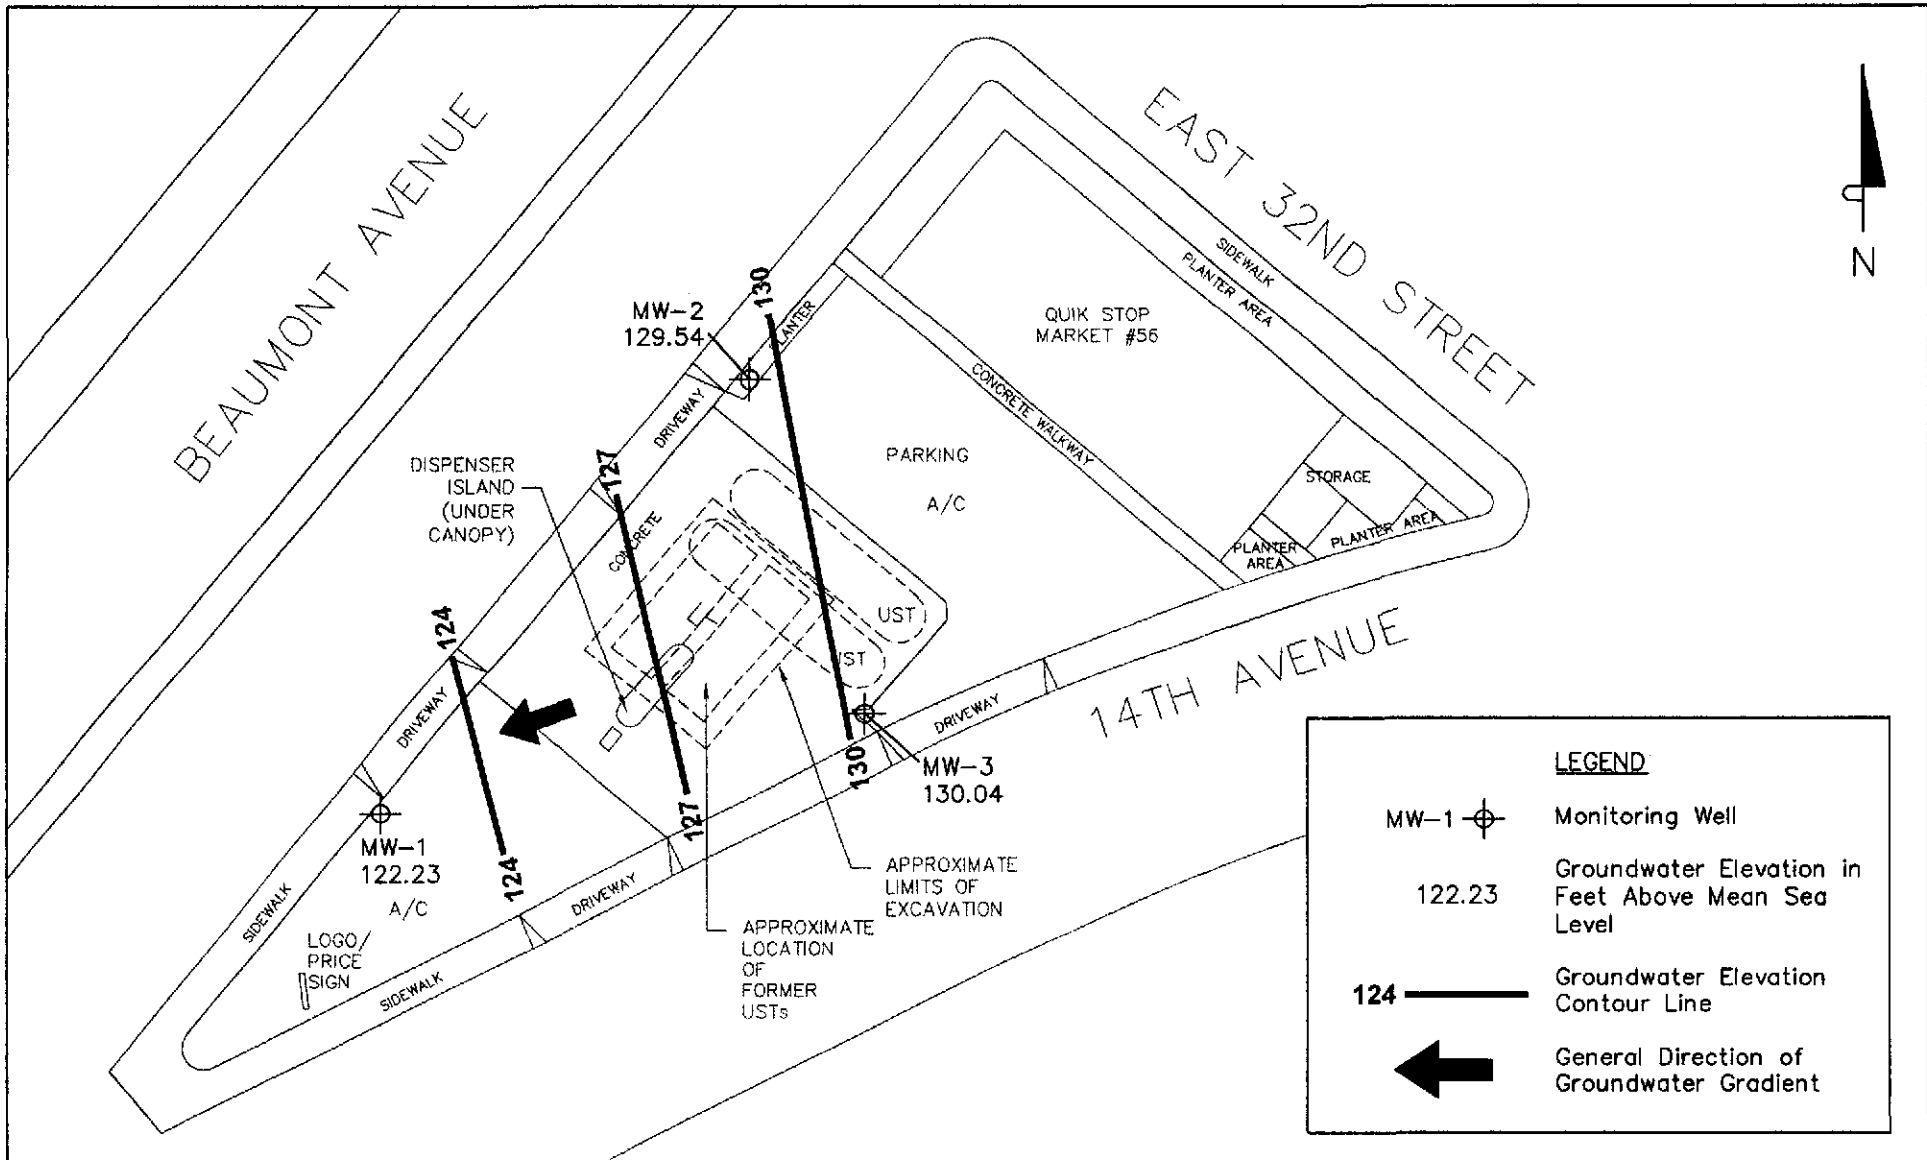 BEAUMONT AVENUE
EAST 32ND STREET
N
SIDEWALK
PLANTER AREA
QUIK STOP
MARKET #56
130
MW-2
129.54
PLANTER
CONCRETE WALKWAY
DRIVEWAY
PARKING
A/C
127
DISPENSER
ISLAND
(UNDER
CANOPY)
CONCRETE
STORAGE
PLANTER AREA
PLANTER
AREA
UST
UST
124
14TH AVENUE
DRIVEWAY
DRIVEWAY
130
MW-3
130.04
127
MW-1
122.23
A/C
124
DRIVEWAY
APPROXIMATE
LIMITS OF
EXCAVATION
APPROXIMATE
LOCATION
OF
FORMER
USTs
SIDEWALK
LOGO/
PRICE
SIGN
SIDEWALK
LEGEND
MW-1
Monitoring Well
122.23
Groundwater Elevation in
Feet Above Mean Sea
Level
124
Groundwater Elevation
Contour Line
General Direction of
Groundwater Gradient